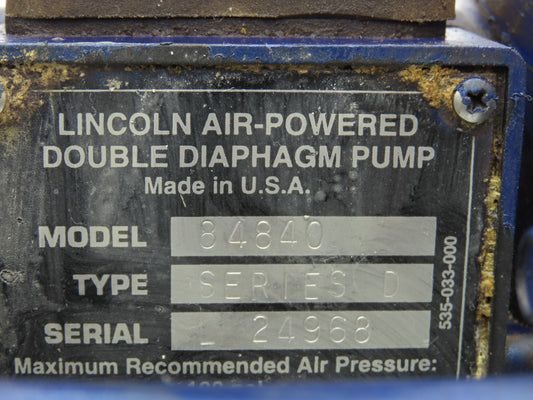 LINCOLN AIR-POWERED
DOUBLE DIAPHAGM PUMP
Made in U.S.A.
MODEL 84840
TYPE SERIES D
SERIAL L 24968
Maximum Recommended Air Pressure:
535-033-000